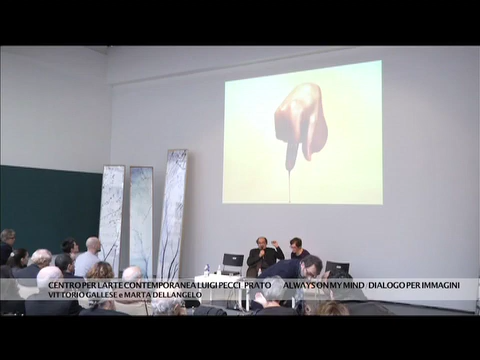 CENTRO PER L'ARTE CONTEMPORANEA LUIGI PECCI PRATO ALWAYS ON MY MIND DIALOGO PER IMMAGINI
VITTORIO GALLESE e MARTA DELLANGELO